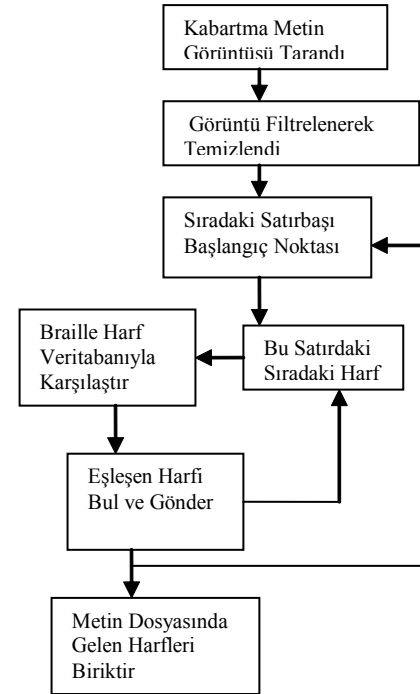 Kabartma Metin
Görüntüsü Tarandı
Görüntü Filtrelenerek
Temizlendi
Sıradaki Satırbaşı
Başlangıç Noktası
Braille Harf
Veritabanıyla
Karşılaştır
Bu Satırdaki
Sıradaki Harf
Eşleşen Harfi
Bul ve Gönder
Metin Dosyasında
Gelen Harfleri
Biriktir